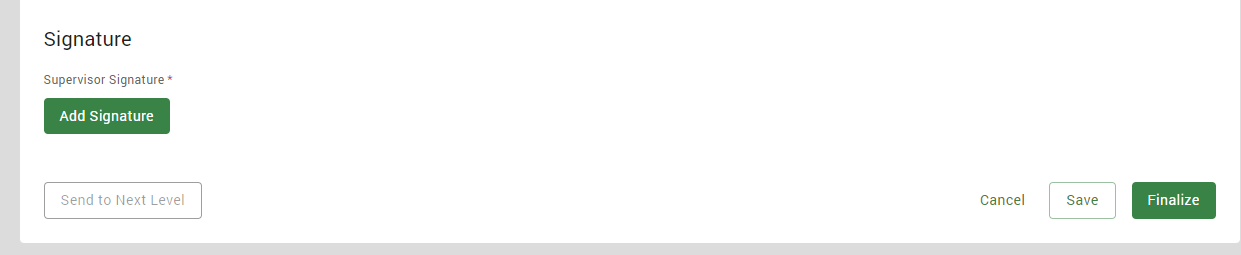 Signature
Supervisor Signature *
Add Signature
Send to Next Level
Cancel
Save
Finalize